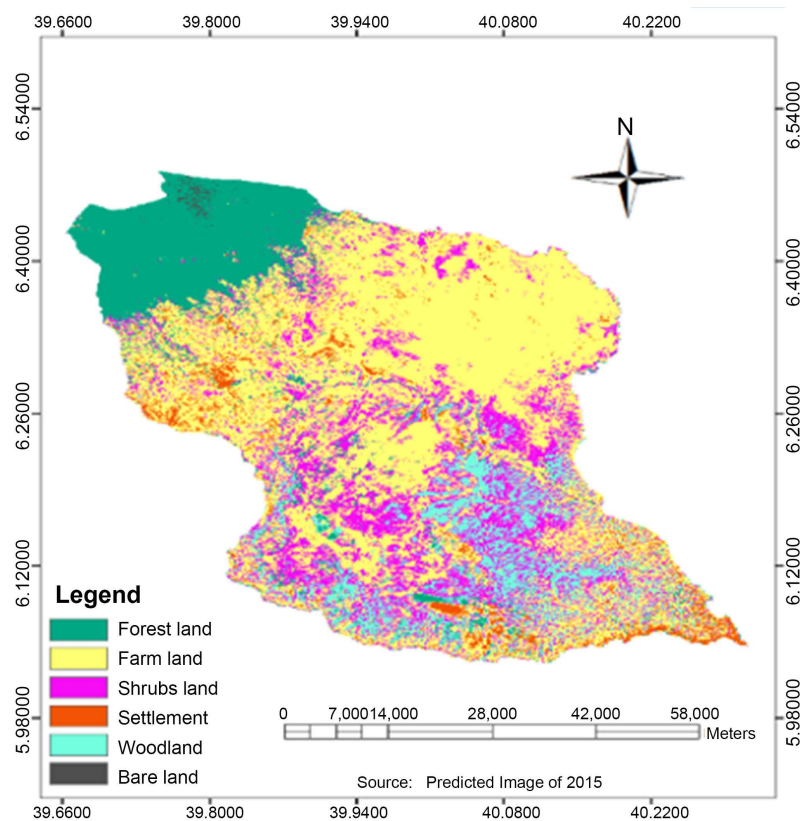 39.6600 39.8000 39.9400 40.0800 40.2200
6.54000 6.54000
N
6.40000 6.40000
6.26000 6.26000
6.12000 6.12000
Legend
Forest land
Farm land
Shrubs land
Settlement
Woodland
Bare land
5.98000 5.98000
0 7,000 14,000 28,000 42,000 58,000
Meters
Source: Predicted Image of 2015
39.6600 39.8000 39.9400 40.0800 40.2200